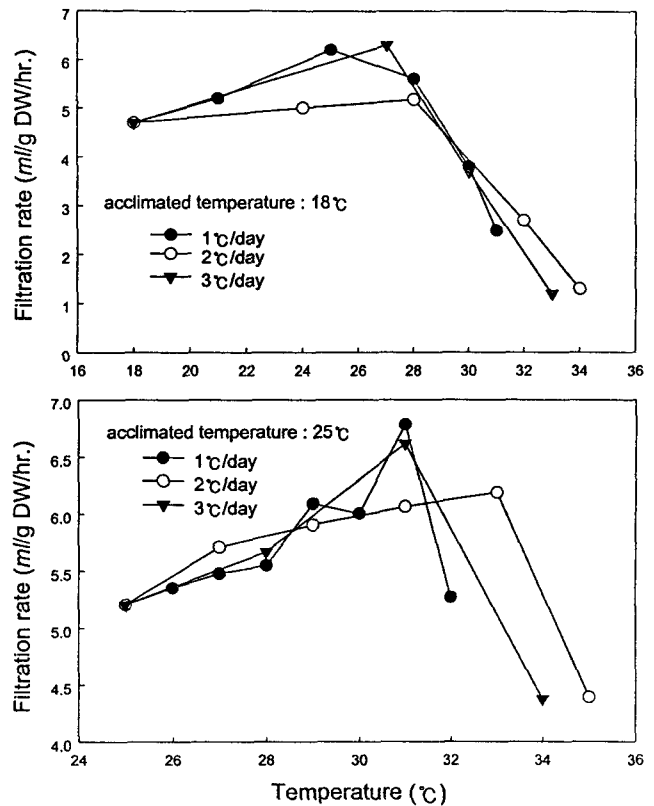 Filtration rate (ml/g DW/hr.)
7
6
5
4
3
2
1
0
acclimated temperature : 18℃
1℃/day
2℃/day
3℃/day
16 18 20 22 24 26 28 30 32 34 36
Filtration rate (ml/g DW/hr.)
7.0
6.5
6.0
5.5
5.0
4.5
4.0
acclimated temperature : 25℃
1℃/day
2℃/day
3℃/day
24 26 28 30 32 34 36
Temperature (℃)